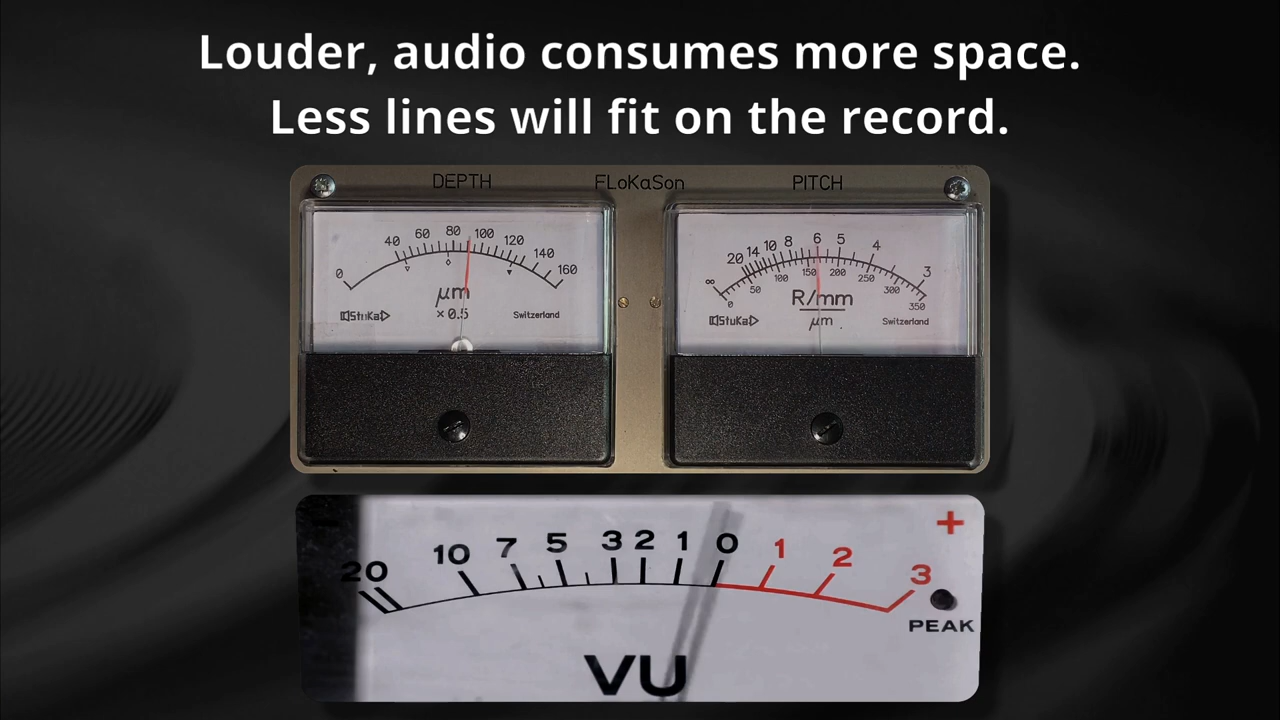 Louder, audio consumes more space.
Less lines will fit on the record.
DEPTH FLoKaSon PITCH
0 40 60 80 100 120 140 160
µm
× 0.5
StuKa Switzerland
∞ 20 14 10 8 6 5 4 3
0 50 100 150 200 250 300 350
R/mm
µm
StuKa Switzerland
20 10 7 5 3 2 1 0 1 2 3 +
PEAK
VU